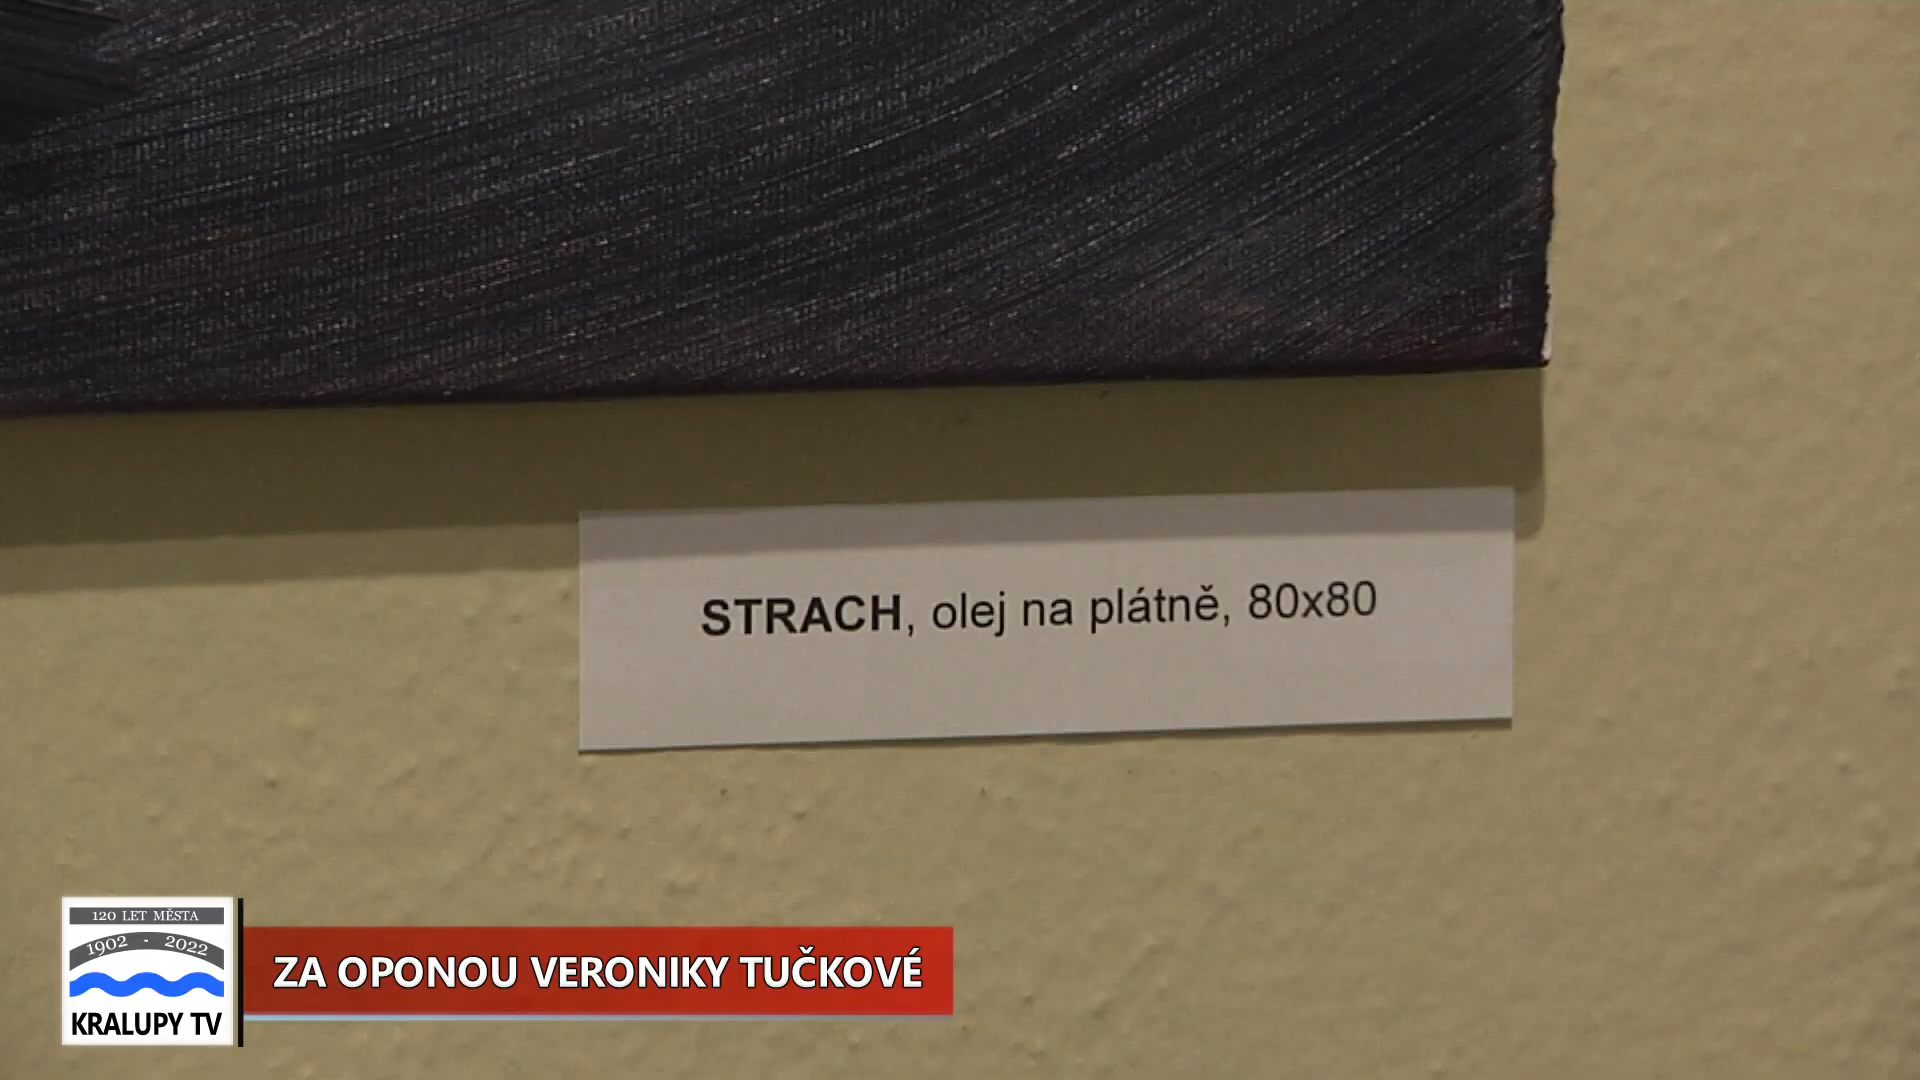 STRACH, olej na plátně, 80x80
120 LET MĚSTA
1902 - 2022
KRALUPY TV
ZA OPONOU VERONIKY TUČKOVÉ